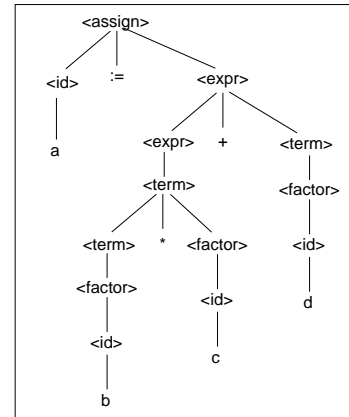 <assign>
<id> := <expr>
a <expr> + <term>
<term> <factor>
<term> * <factor> <id>
<factor> <id> d
<id> c
b